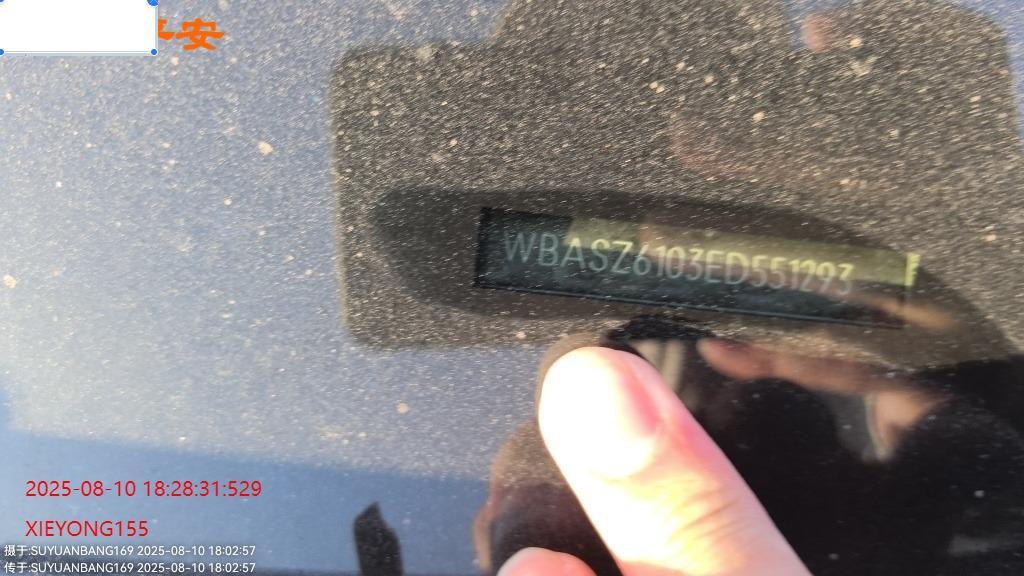 平安
WBASZ6103ED551293
2025-08-10 18:28:31:529
XIEYONG155
摄于:SUYUANBANG169 2025-08-10 18:02:57
传于:SUYUANBANG169 2025-08-10 18:02:57